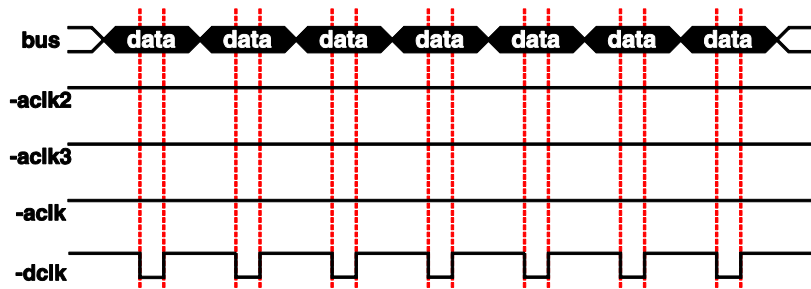 bus data data data data data data data
-aclk2
-aclk3
-aclk
-dclk